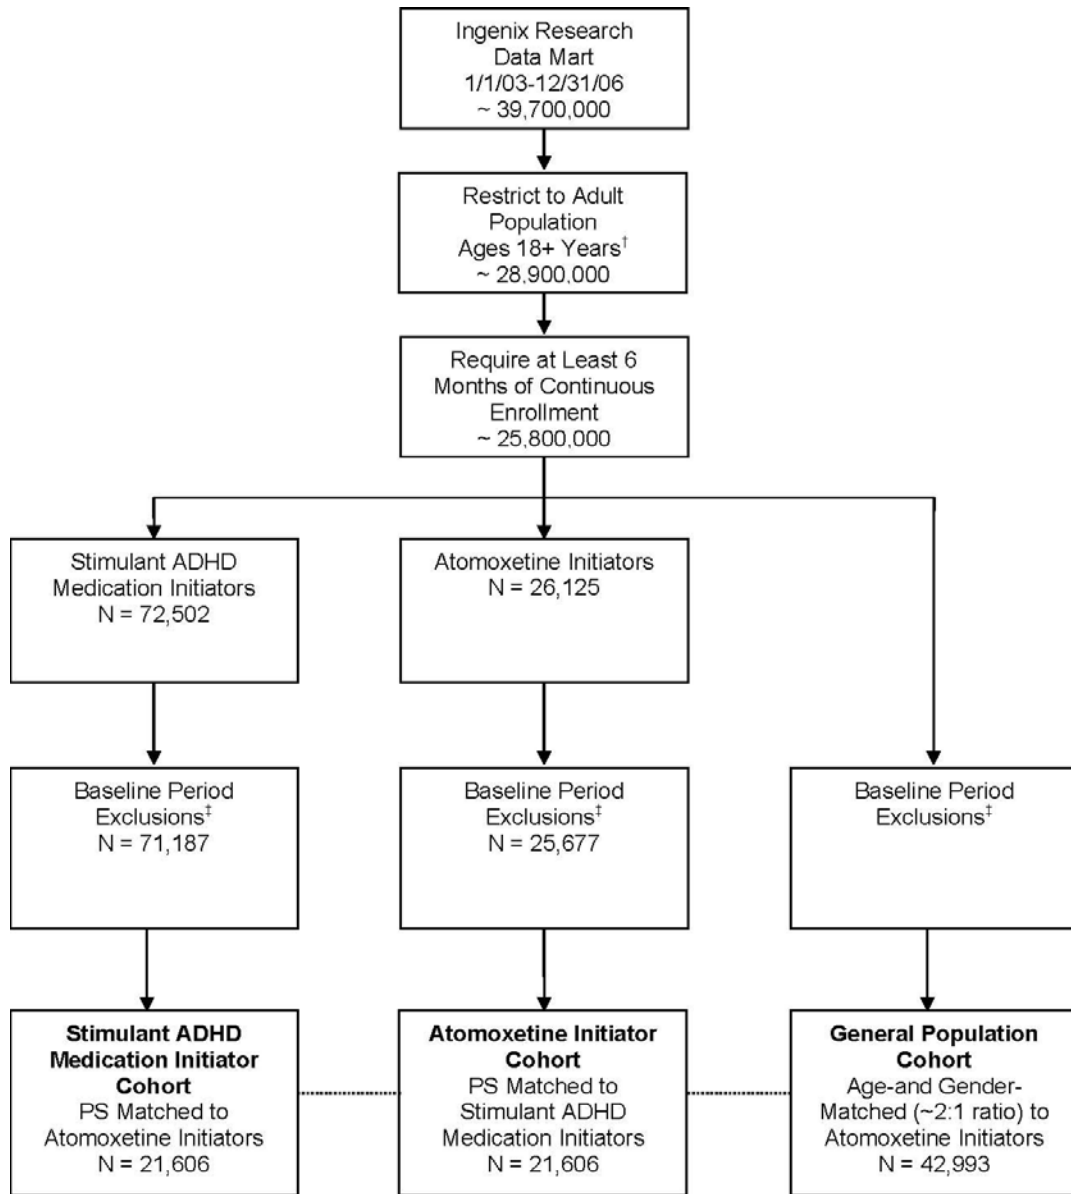 Ingenix Research
Data Mart
1/1/03-12/31/06
~ 39,700,000
Restrict to Adult
Population
Ages 18+ Years†
~ 28,900,000
Require at Least 6
Months of Continuous
Enrollment
~ 25,800,000
Stimulant ADHD
Medication Initiators
N = 72,502
Atomoxetine Initiators
N = 26,125
Baseline Period
Exclusions‡
N = 71,187
Baseline Period
Exclusions‡
N = 25,677
Baseline Period
Exclusions‡
Stimulant ADHD
Medication Initiator
Cohort
PS Matched to
Atomoxetine Initiators
N = 21,606
Atomoxetine Initiator
Cohort
PS Matched to
Stimulant ADHD
Medication Initiators
N = 21,606
General Population
Cohort
Age-and Gender-
Matched (~2:1 ratio) to
Atomoxetine Initiators
N = 42,993